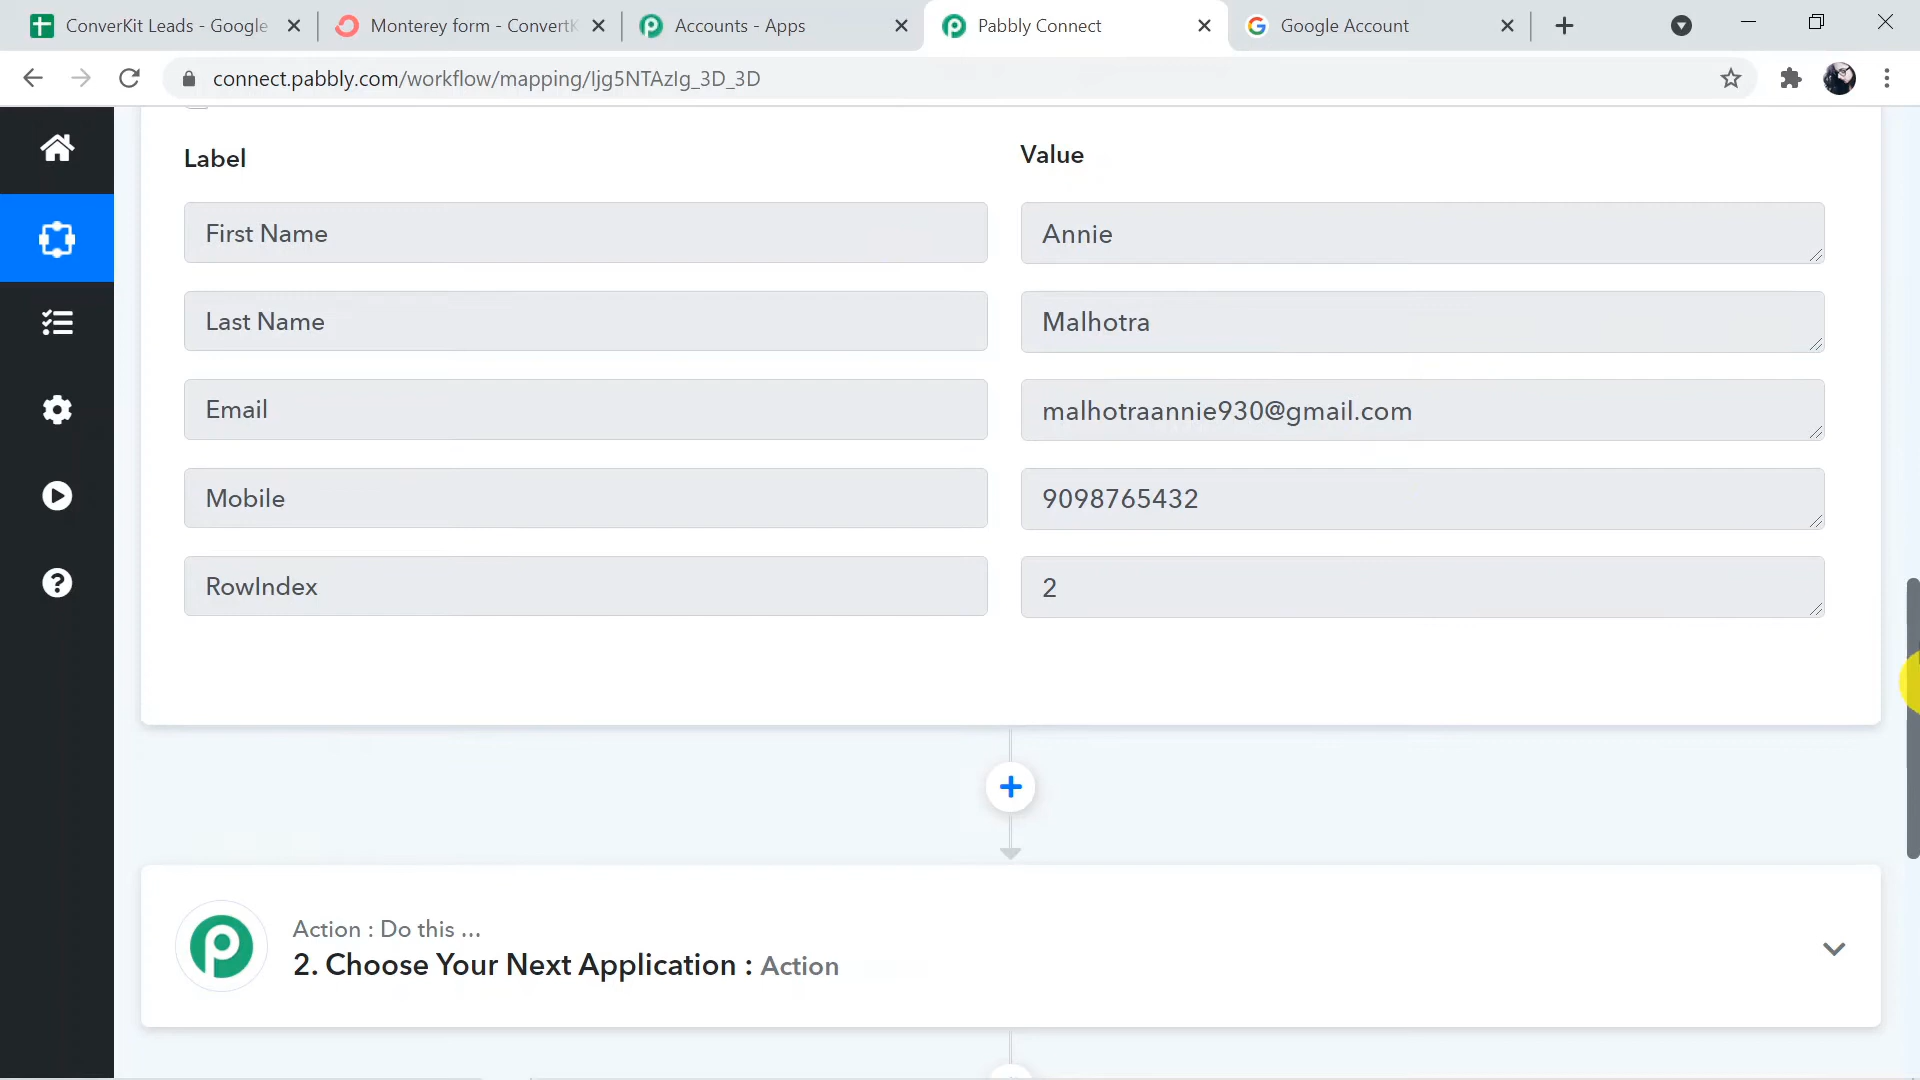 ConverKit Leads - Google
Monterey form - ConvertK
Accounts - Apps
Pabbly Connect
Google Account
connect.pabbly.com/workflow/mapping/Ijg5NTAzIg_3D_3D
Label
Value
First Name
Annie
Last Name
Malhotra
Email
malhotraannie930@gmail.com
Mobile
9098765432
RowIndex
2
Action : Do this ...
2. Choose Your Next Application : Action